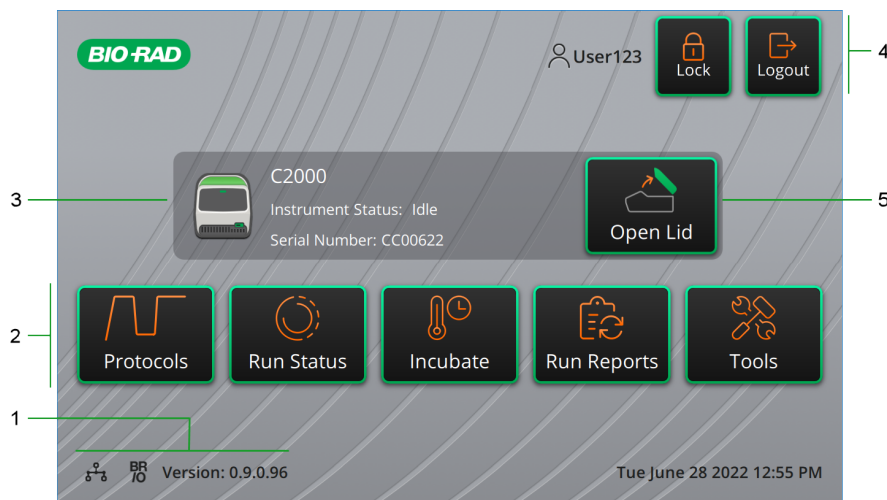 BIO-RAD
User123
Lock
Logout
4
C2000
Instrument Status: Idle
Serial Number: CC00622
Open Lid
3
5
2
Protocols
Run Status
Incubate
Run Reports
Tools
1
BR
IO
Version: 0.9.0.96
Tue June 28 2022 12:55 PM